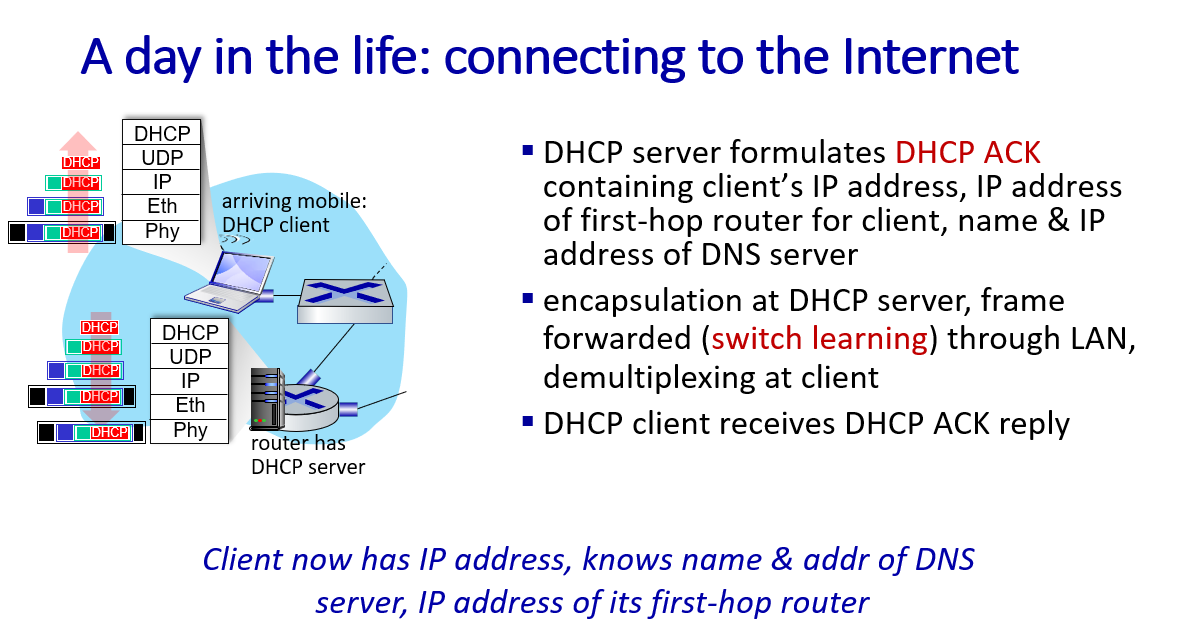 A day in the life: connecting to the Internet
DHCP
UDP
IP
Eth
Phy
DHCP
DHCP
DHCP
DHCP
arriving mobile:
DHCP client
DHCP
UDP
IP
Eth
Phy
DHCP
DHCP
DHCP
DHCP
DHCP
router has
DHCP server
▪ DHCP server formulates DHCP ACK
containing client’s IP address, IP address
of first-hop router for client, name & IP
address of DNS server
▪ encapsulation at DHCP server, frame
forwarded (switch learning) through LAN,
demultiplexing at client
▪ DHCP client receives DHCP ACK reply
Client now has IP address, knows name & addr of DNS
server, IP address of its first-hop router